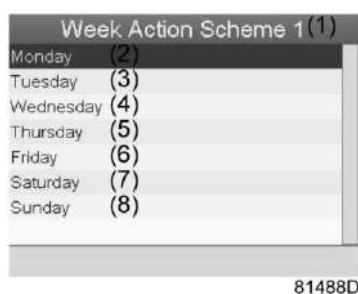 Week Action Scheme 1(1)
Monday (2)
Tuesday (3)
Wednesday (4)
Thursday (5)
Friday (6)
Saturday (7)
Sunday (8)
81488D